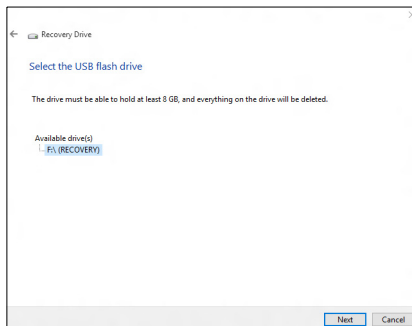 Recovery Drive
Select the USB flash drive
The drive must be able to hold at least 8 GB, and everything on the drive will be deleted.
Available drive(s)
F:\ (RECOVERY)
Next Cancel